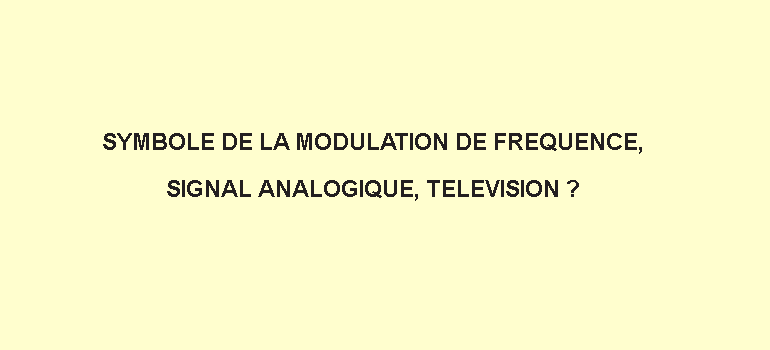 SYMBOLE DE LA MODULATION DE FREQUENCE,
SIGNAL ANALOGIQUE, TELEVISION ?